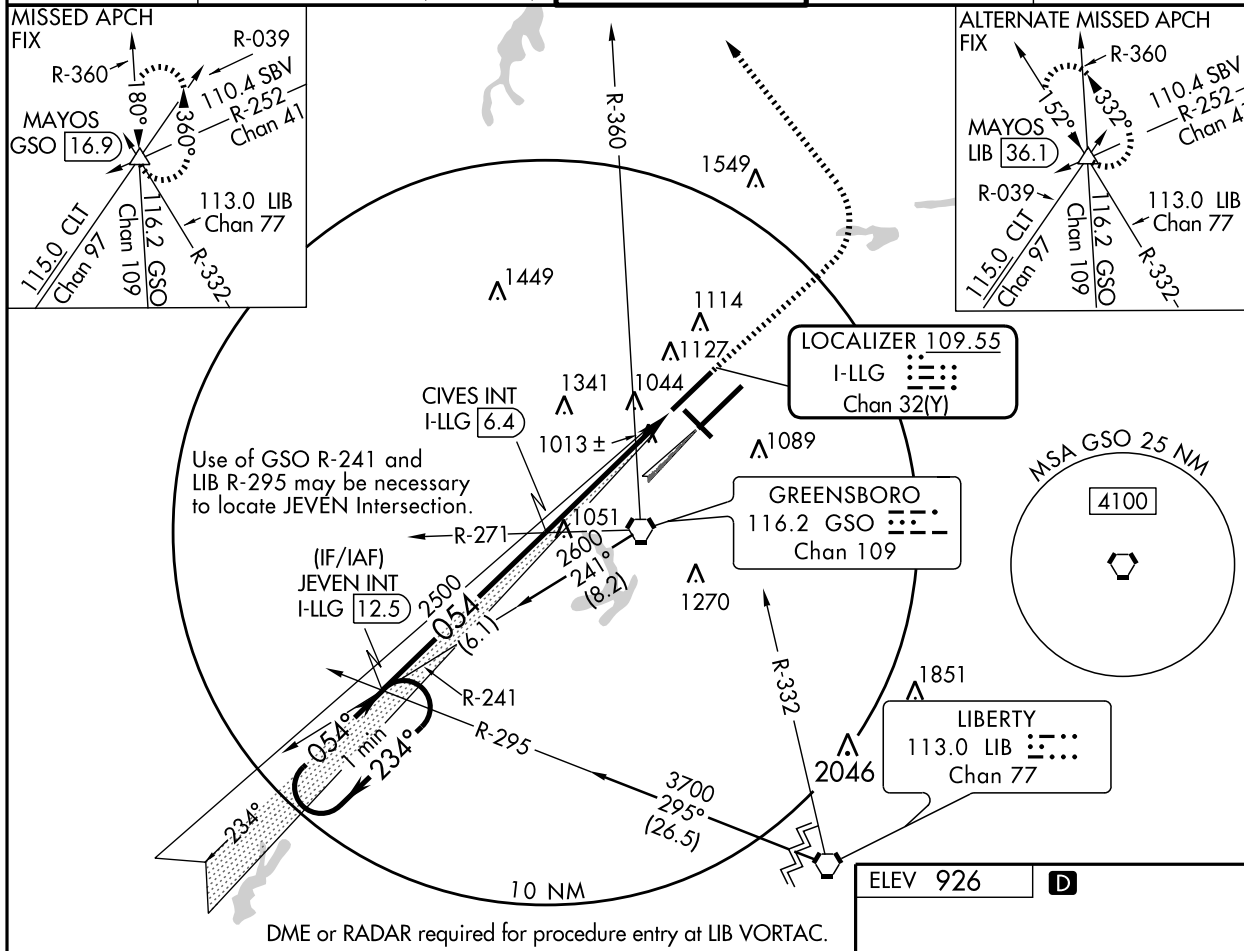 MISSED APCH
FIX
R-360
R-039
110.4 SBV
R-252
Chan 41
180°
360°
MAYOS
GSO 16.9
113.0 LIB
Chan 77
115.0 CLT
Chan 97
116.2 GSO
Chan 109
R-332
ALTERNATE MISSED APCH
FIX
R-360
110.4 SBV
R-252
152°
332°
MAYOS
LIB 36.1
R-039
113.0 LIB
Chan 77
115.0 CLT
Chan 97
116.2 GSO
Chan 109
R-332
R-360
1549
1449
1114
1127
1341
1044
LOCALIZER 109.55
I-LLG
Chan 32(Y)
CIVES INT
I-LLG 6.4
1013 ±
1089
Use of GSO R-241 and
LIB R-295 may be necessary
to locate JEVEN Intersection.
MSA GSO 25 NM
4100
GREENSBORO
116.2 GSO
Chan 109
R-271
1051
2600
241°
(8.2)
1270
(IF/IAF)
JEVEN INT
I-LLG 12.5
2500
054
(6.1)
R-241
R-295
R-332
1851
054°
1 min
234°
234°
2046
LIBERTY
113.0 LIB
Chan 77
3700
295°
(26.5)
10 NM
ELEV 926 D
DME or RADAR required for procedure entry at LIB VORTAC.